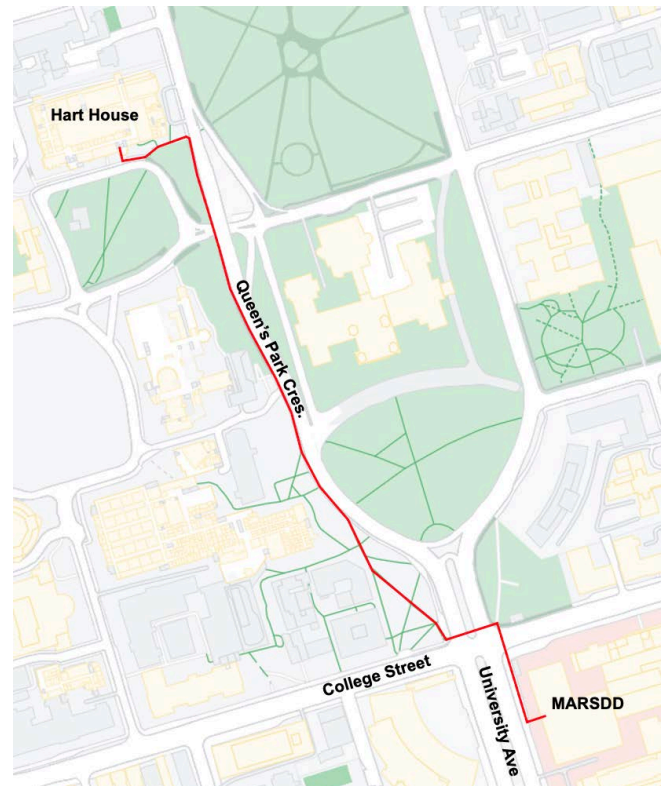 Hart House
Queen's Park Cres.
College Street
University Ave
MARSDD